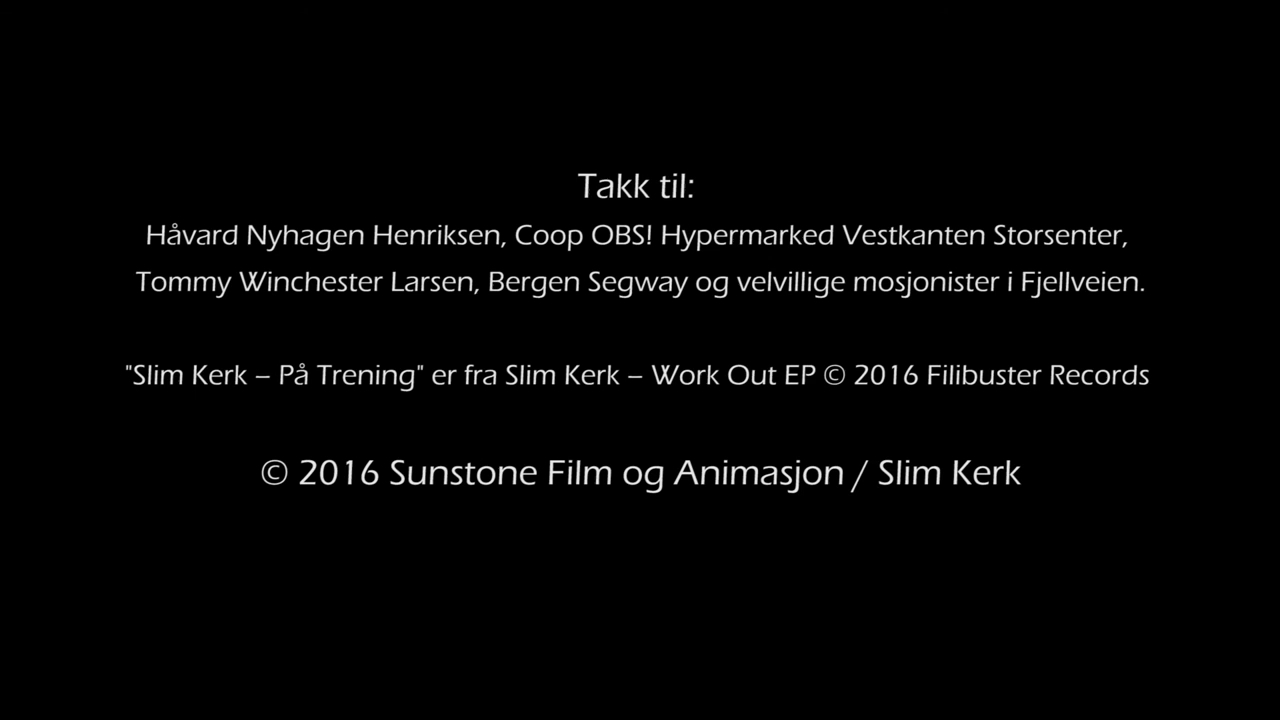 Takk til:
Håvard Nyhagen Henriksen, Coop OBS! Hypermarked Vestkanten Storsenter,
Tommy Winchester Larsen, Bergen Segway og velvillige mosjonister i Fjellveien.
"Slim Kerk – På Trening" er fra Slim Kerk – Work Out EP © 2016 Filibuster Records
© 2016 Sunstone Film og Animasjon / Slim Kerk